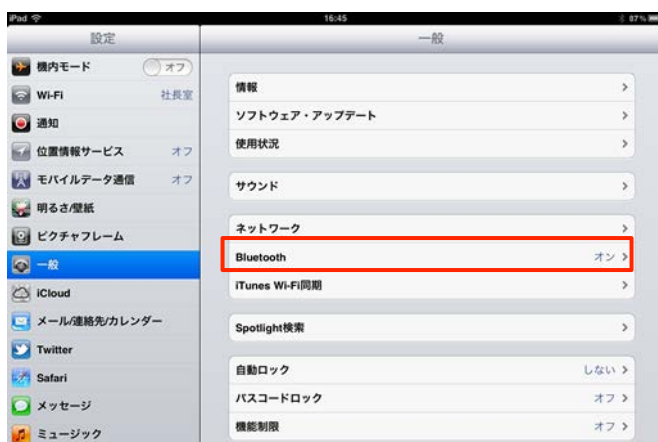 iPad
16:45
87%
設定
一般
機内モード オフ
Wi-Fi 社長室
通知
位置情報サービス オフ
モバイルデータ通信 オフ
明るさ/壁紙
ピクチャフレーム
一般
iCloud
メール/連絡先/カレンダー
Twitter
Safari
メッセージ
ミュージック
情報
ソフトウェア・アップデート
使用状況
サウンド
ネットワーク
Bluetooth オン
iTunes Wi-Fi同期
Spotlight検索
自動ロック しない
パスコードロック オフ
機能制限 オフ